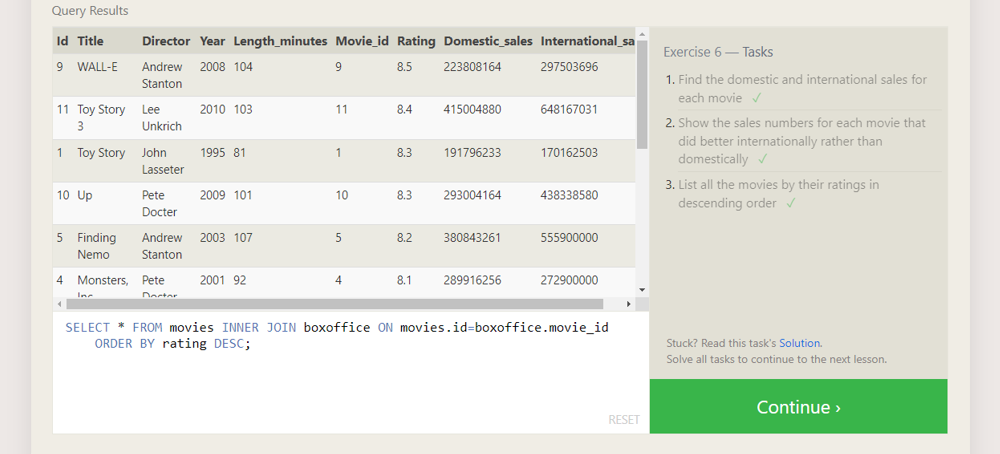 Query Results
Id Title Director Year Length_minutes Movie_id Rating Domestic_sales International_sa
9 WALL-E Andrew Stanton 2008 104 9 8.5 223808164 297503696
11 Toy Story 3 Lee Unkrich 2010 103 11 8.4 415004880 648167031
1 Toy Story John Lasseter 1995 81 1 8.3 191796233 170162503
10 Up Pete Docter 2009 101 10 8.3 293004164 438338580
5 Finding Nemo Andrew Stanton 2003 107 5 8.2 380843261 555900000
4 Monsters, Inc. Pete Docter 2001 92 4 8.1 289916256 272900000
SELECT * FROM movies INNER JOIN boxoffice ON movies.id=boxoffice.movie_id
ORDER BY rating DESC;
RESET
Exercise 6 — Tasks
1. Find the domestic and international sales for
each movie ✓
2. Show the sales numbers for each movie that
did better internationally rather than
domestically ✓
3. List all the movies by their ratings in
descending order ✓
Stuck? Read this task's Solution.
Solve all tasks to continue to the next lesson.
Continue ›